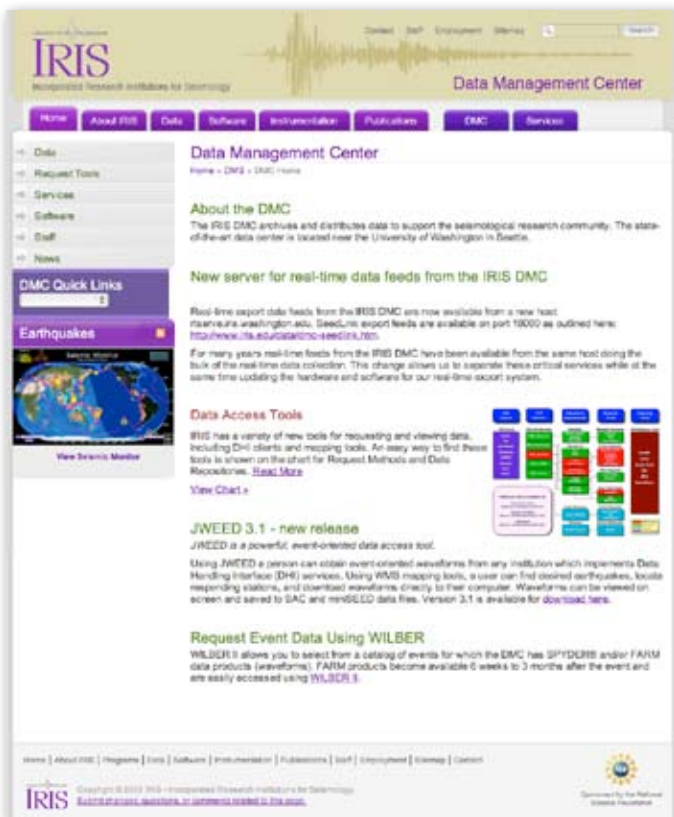 IRIS
Incorporated Research Institutions for Seismology
Contact Staff Employment Sitemap
Search
Data Management Center
Home About IRIS Data Software Instrumentation Publications DMC Services
Data
Request Tools
Services
Software
Staff
News
DMC Quick Links
Earthquakes
Seismic Monitor
View Seismic Monitor
Data Management Center
Home » DMS » DMC Home
About the DMC
The IRIS DMC archives and distributes data to support the seismological research community. The state-
of-the-art data center is located near the University of Washington in Seattle.
New server for real-time data feeds from the IRIS DMC
Real-time export data feeds from the IRIS DMC are now available from a new host:
rtserve.iris.washington.edu. SeedLink export feeds are available on port 18000 as outlined here:
http://www.iris.edu/data/dmc-seedlink.htm.
For many years real-time feeds from the IRIS DMC have been available from the same host doing the
bulk of the real-time data collection. This change allows us to separate these critical services while at the
same time updating the hardware and software for our real-time export system.
Data Access Tools
IRIS has a variety of new tools for requesting and viewing data,
including DHI clients and mapping tools. An easy way to find these
tools is shown on the chart for Request Methods and Data
Repositories. Read More
View Chart »
JWEED 3.1 - new release
JWEED is a powerful, event-oriented data access tool.
Using JWEED a person can obtain event-oriented waveforms from any institution which implements Data
Handling Interface (DHI) services. Using WMS mapping tools, a user can find desired earthquakes, locate
responding stations, and download waveforms directly to their computer. Waveforms can be viewed on
screen and saved to SAC and miniSEED data files. Version 3.1 is available for download here.
Request Event Data Using WILBER
WILBER II allows you to select from a catalog of events for which the DMC has SPYDER® and/or FARM
data products (waveforms). FARM products become available 6 weeks to 3 months after the event and
are easily accessed using WILBER II.
Home | About IRIS | Programs | Data | Software | Instrumentation | Publications | Staff | Employment | Sitemap | Contact
IRIS
Copyright © IRIS - Incorporated Research Institutions for Seismology.
Submit changes, questions, or comments related to this page.
Sponsored by the National
Science Foundation